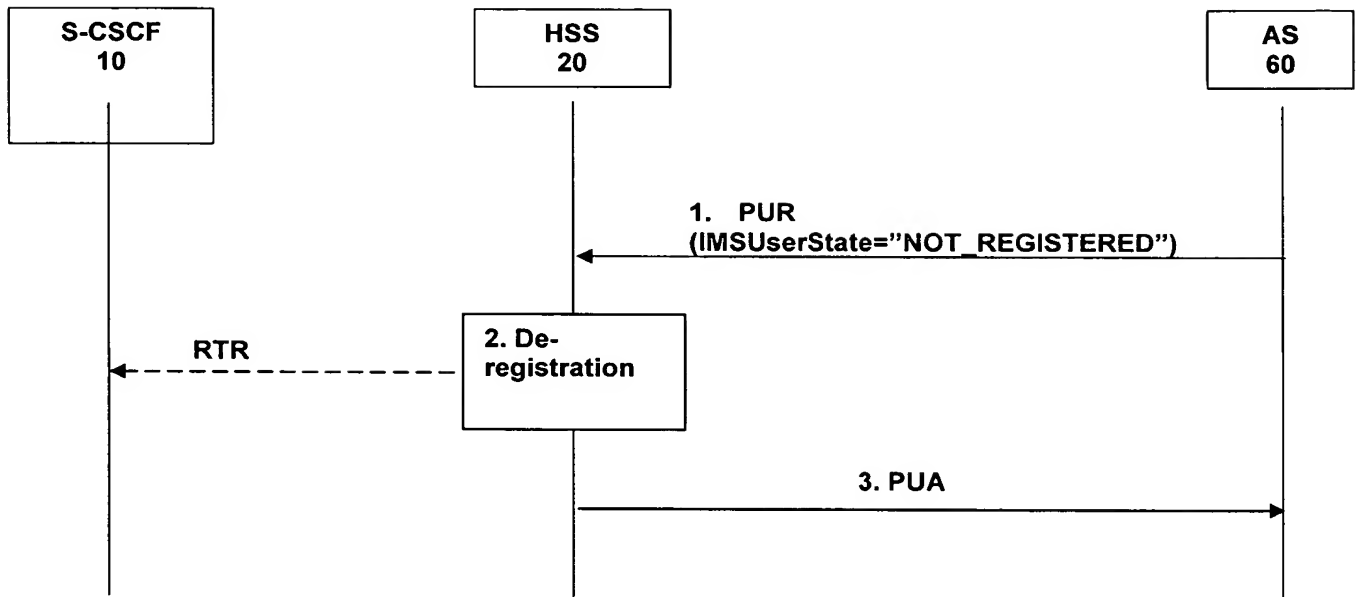 S-CSCF
10
HSS
20
AS
60
1. PUR
(IMSUserState="NOT_REGISTERED")
2. De-
registration
RTR
3. PUA